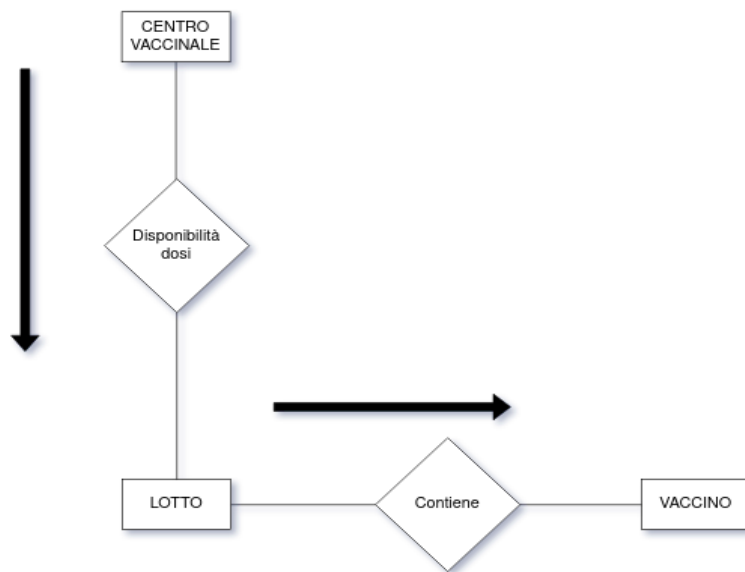 CENTRO
VACCINALE
Disponibilità
dosi
LOTTO
Contiene
VACCINO